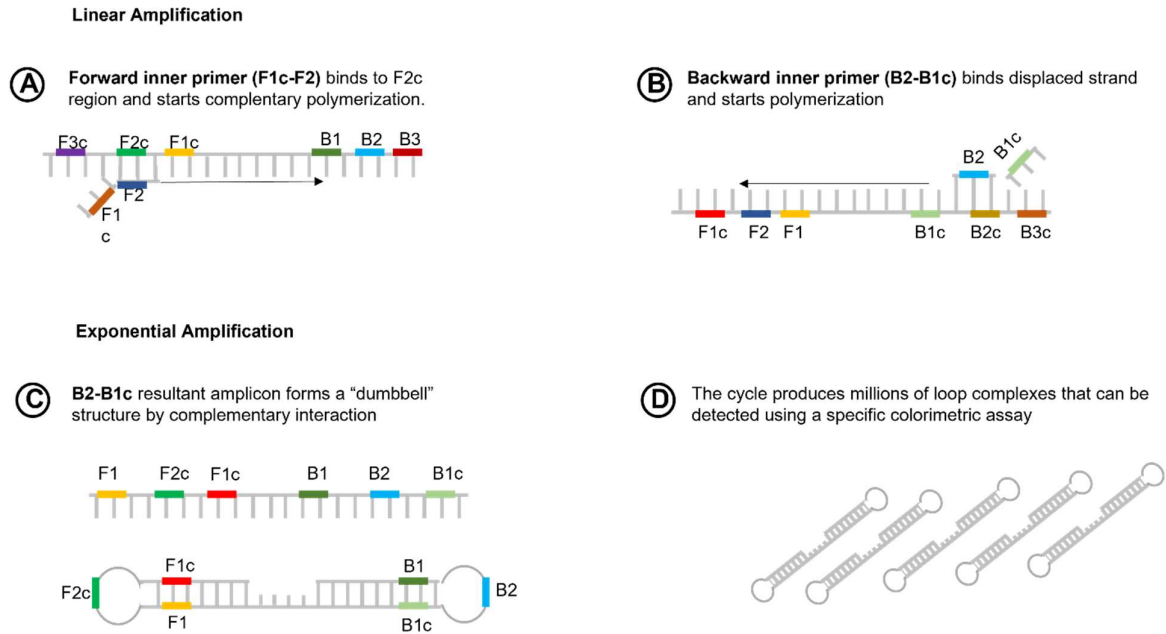 Linear Amplification
A
Forward inner primer (F1c-F2) binds to F2c
region and starts complentary polymerization.
F3c F2c F1c B1 B2 B3
F2
F1
c
B
Backward inner primer (B2-B1c) binds displaced strand
and starts polymerization
B2 B1c
F1c F2 F1 B1c B2c B3c
Exponential Amplification
C
B2-B1c resultant amplicon forms a “dumbbell”
structure by complementary interaction
F1 F2c F1c B1 B2 B1c
F1c B1
F2c B2
F1 B1c
D
The cycle produces millions of loop complexes that can be
detected using a specific colorimetric assay